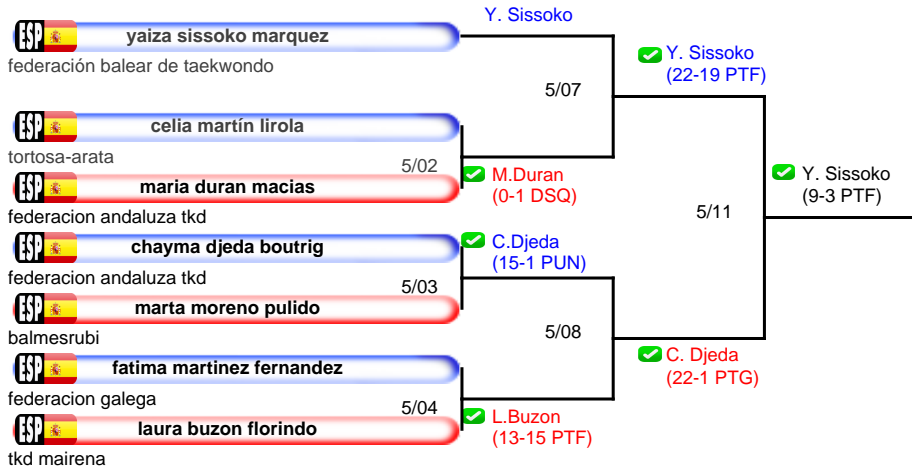 ESP yaiza sissoko marquez
federación balear de taekwondo
Y. Sissoko
5/07
Y. Sissoko
(22-19 PTF)
ESP celia martín lirola
tortosa-arata
5/02
M.Duran
(0-1 DSQ)
ESP maria duran macias
federacion andaluza tkd
5/11
Y. Sissoko
(9-3 PTF)
ESP chayma djeda boutrig
federacion andaluza tkd
5/03
C.Djeda
(15-1 PUN)
ESP marta moreno pulido
balmesrubi
5/08
C. Djeda
(22-1 PTG)
ESP fatima martinez fernandez
federacion galega
5/04
L.Buzon
(13-15 PTF)
ESP laura buzon florindo
tkd mairena